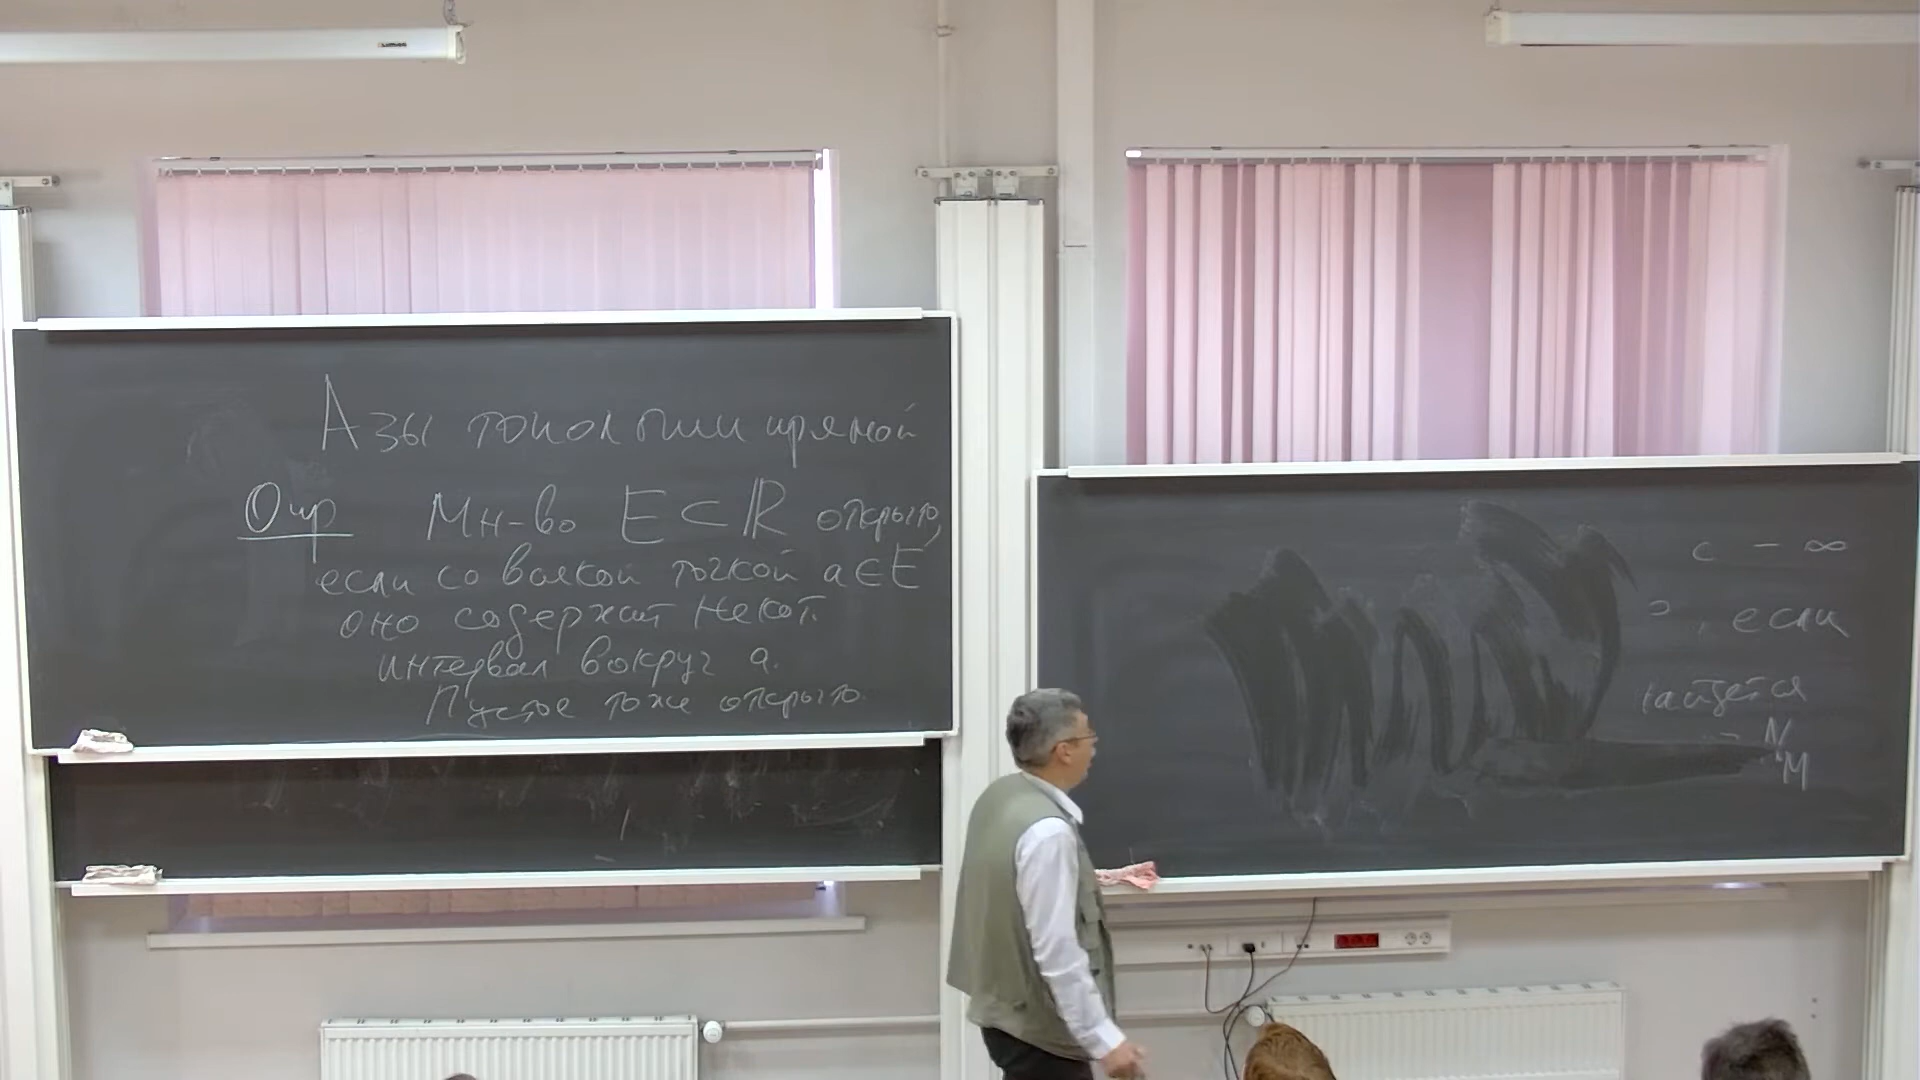 Азы топологии прямой
Опр Мн-во E ⊂ ℝ открыто,
если со всякой точкой a ∈ E
оно содержит некот.
интервал вокруг a.
Пустое тоже открыто.
с - ∞
, если
найдется
N
M